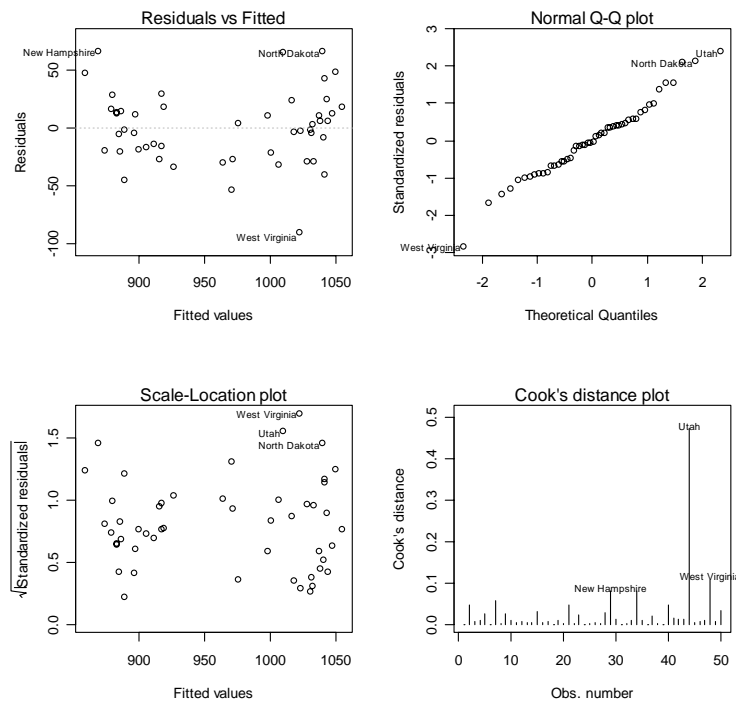 Residuals vs Fitted
New Hampshire
North Dakota
50
0
-50
-100
Residuals
West Virginia
900 950 1000 1050
Fitted values
Normal Q-Q plot
Utah
North Dakota
3
2
1
0
-1
-2
-3
Standardized residuals
West Virginia
-2 -1 0 1 2
Theoretical Quantiles
Scale-Location plot
West Virginia
Utah
North Dakota
1.5
1.0
0.5
0.0
√|Standardized residuals|
900 950 1000 1050
Fitted values
Cook's distance plot
Utah
New Hampshire
West Virginia
0.5
0.4
0.3
0.2
0.1
0.0
Cook's distance
0 10 20 30 40 50
Obs. number